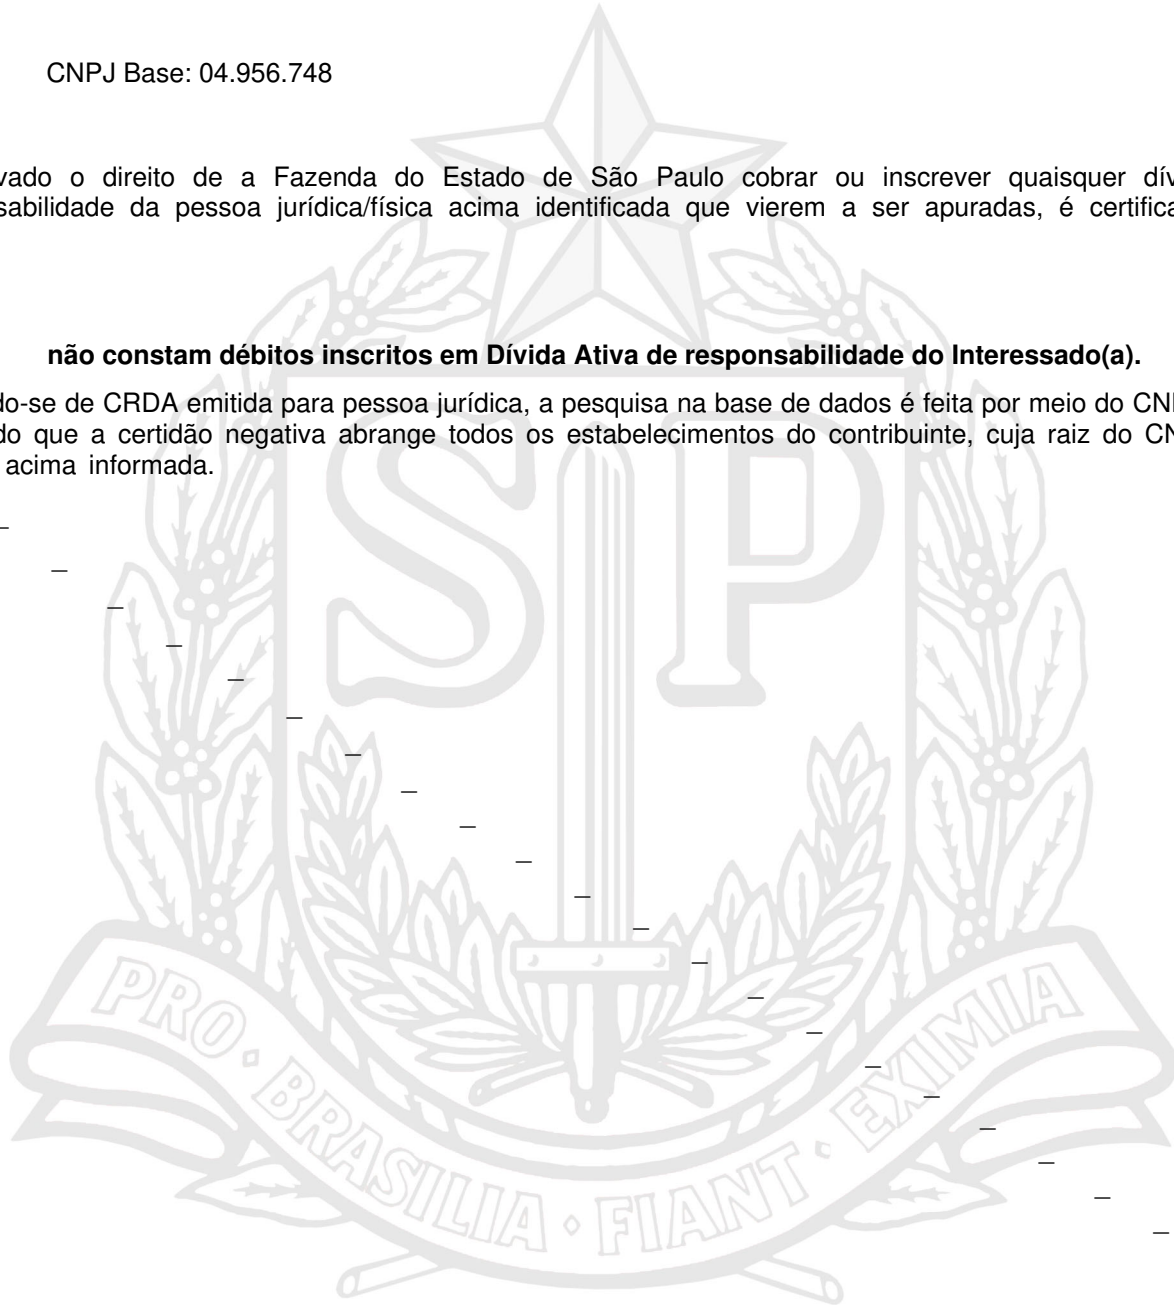 CNPJ Base: 04.956.748
vado o direito de a Fazenda do Estado de São Paulo cobrar ou inscrever quaisquer dív
sabilidade da pessoa jurídica/física acima identificada que vierem a ser apuradas, é certifica
não constam débitos inscritos em Dívida Ativa de responsabilidade do Interessado(a).
do-se de CRDA emitida para pessoa jurídica, a pesquisa na base de dados é feita por meio do CN
do que a certidão negativa abrange todos os estabelecimentos do contribuinte, cuja raiz do CN
acima informada.
SP
PRO • BRASILIA • FIANT • EXIMIA